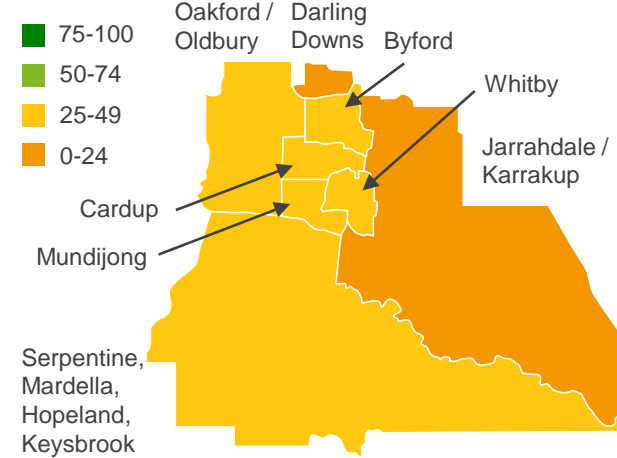 75-100
50-74
25-49
0-24
Oakford /
Oldbury
Darling
Downs
Byford
Whitby
Jarrahdale /
Karrakup
Cardup
Mundijong
Serpentine,
Mardella,
Hopeland,
Keysbrook